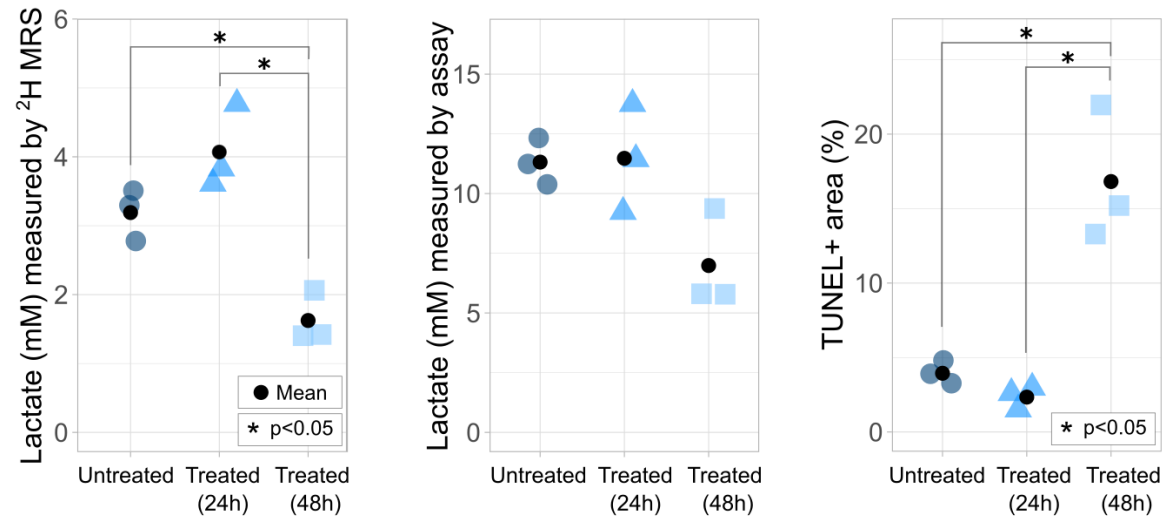 Lactate (mM) measured by ²H MRS
6
4
2
0
*
*
Mean
* p<0.05
Untreated
Treated
(24h)
Treated
(48h)
Lactate (mM) measured by assay
15
10
5
0
Untreated
Treated
(24h)
Treated
(48h)
TUNEL+ area (%)
20
10
0
*
*
* p<0.05
Untreated
Treated
(24h)
Treated
(48h)